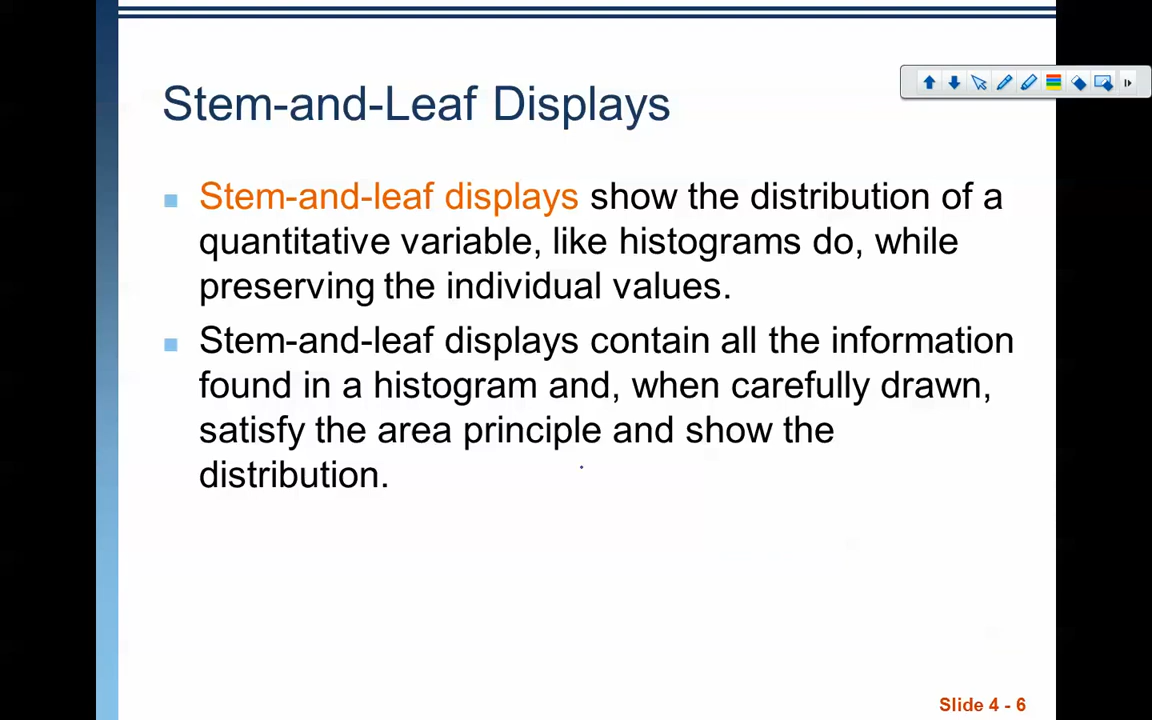 Stem-and-Leaf Displays
Stem-and-leaf displays show the distribution of a
quantitative variable, like histograms do, while
preserving the individual values.
Stem-and-leaf displays contain all the information
found in a histogram and, when carefully drawn,
satisfy the area principle and show the
distribution.
Slide 4 - 6